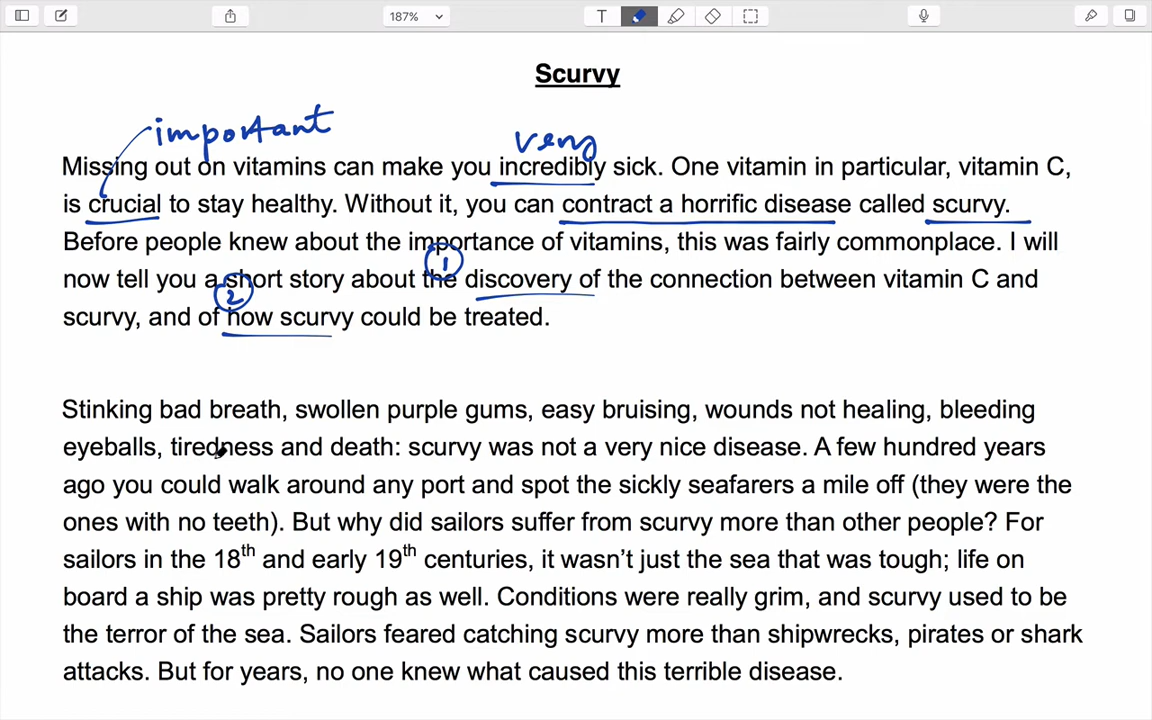 187%
T
Scurvy
important
very
Missing out on vitamins can make you incredibly sick. One vitamin in particular, vitamin C,
is crucial to stay healthy. Without it, you can contract a horrific disease called scurvy.
Before people knew about the importance of vitamins, this was fairly commonplace. I will
1
now tell you a short story about the discovery of the connection between vitamin C and
2
scurvy, and of how scurvy could be treated.
Stinking bad breath, swollen purple gums, easy bruising, wounds not healing, bleeding
eyeballs, tiredness and death: scurvy was not a very nice disease. A few hundred years
ago you could walk around any port and spot the sickly seafarers a mile off (they were the
ones with no teeth). But why did sailors suffer from scurvy more than other people? For
sailors in the 18th and early 19th centuries, it wasn't just the sea that was tough; life on
board a ship was pretty rough as well. Conditions were really grim, and scurvy used to be
the terror of the sea. Sailors feared catching scurvy more than shipwrecks, pirates or shark
attacks. But for years, no one knew what caused this terrible disease.